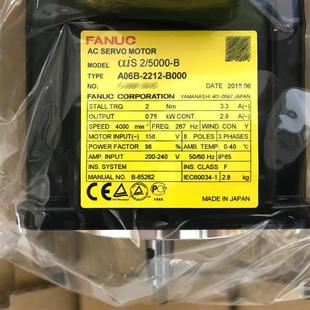 FANUC
AC SERVO MOTOR
MODEL αiS 2/5000-B
TYPE A06B-2212-B000
No. DATE 2018.06
FANUC CORPORATION YAMANASHI 401-0597 JAPAN
STALL TRQ. 2 Nm 3.3 A(~)
OUTPUT 0.75 kW CONT. 2.9 A(~)
SPEED 4000 min⁻¹ FREQ. 267 Hz WINDING CONNEC. Y
MOTOR INPUT(~) 158 V 8 POLES 3 PHASES
POWER FACTOR 98 % AMB. TEMP. 0-40 °C
AMP. INPUT 200-240 V 50/60 Hz IP65
INS. SYSTEM INS. CLASS F
MANUAL NO. B-65262 IEC60034-1 2.8 kg
CE
MADE IN JAPAN